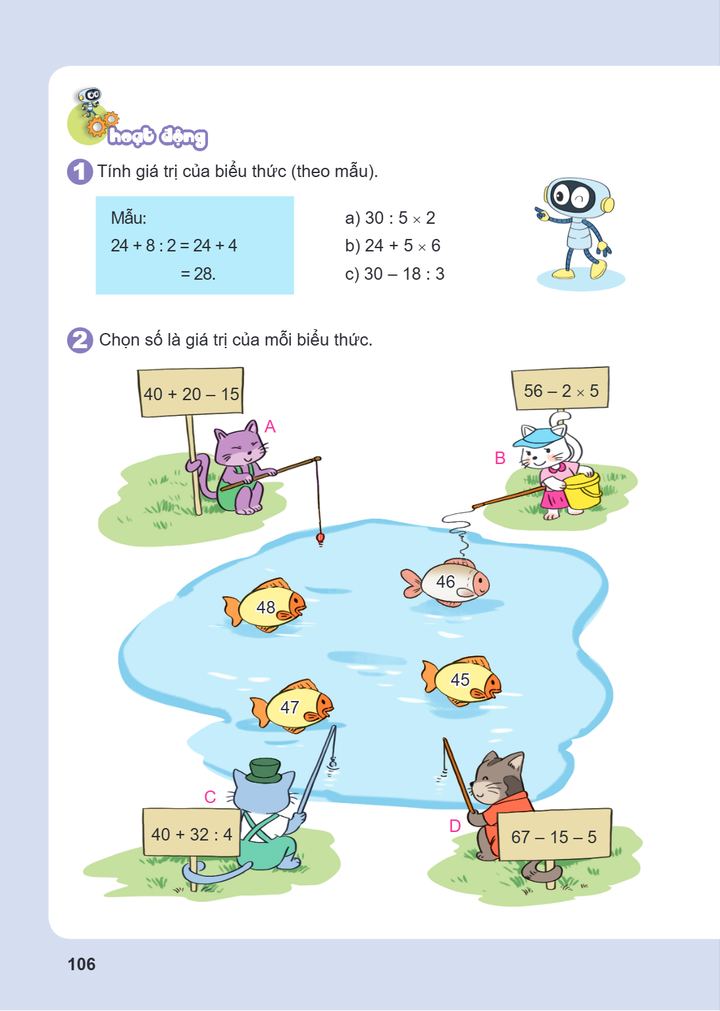 hoạt động
1 Tính giá trị của biểu thức (theo mẫu).
Mẫu:
24 + 8 : 2 = 24 + 4
= 28.
a) 30 : 5 × 2
b) 24 + 5 × 6
c) 30 – 18 : 3
2 Chọn số là giá trị của mỗi biểu thức.
40 + 20 – 15
56 – 2 × 5
A
B
46
48
45
47
C
D
40 + 32 : 4
67 – 15 – 5
106